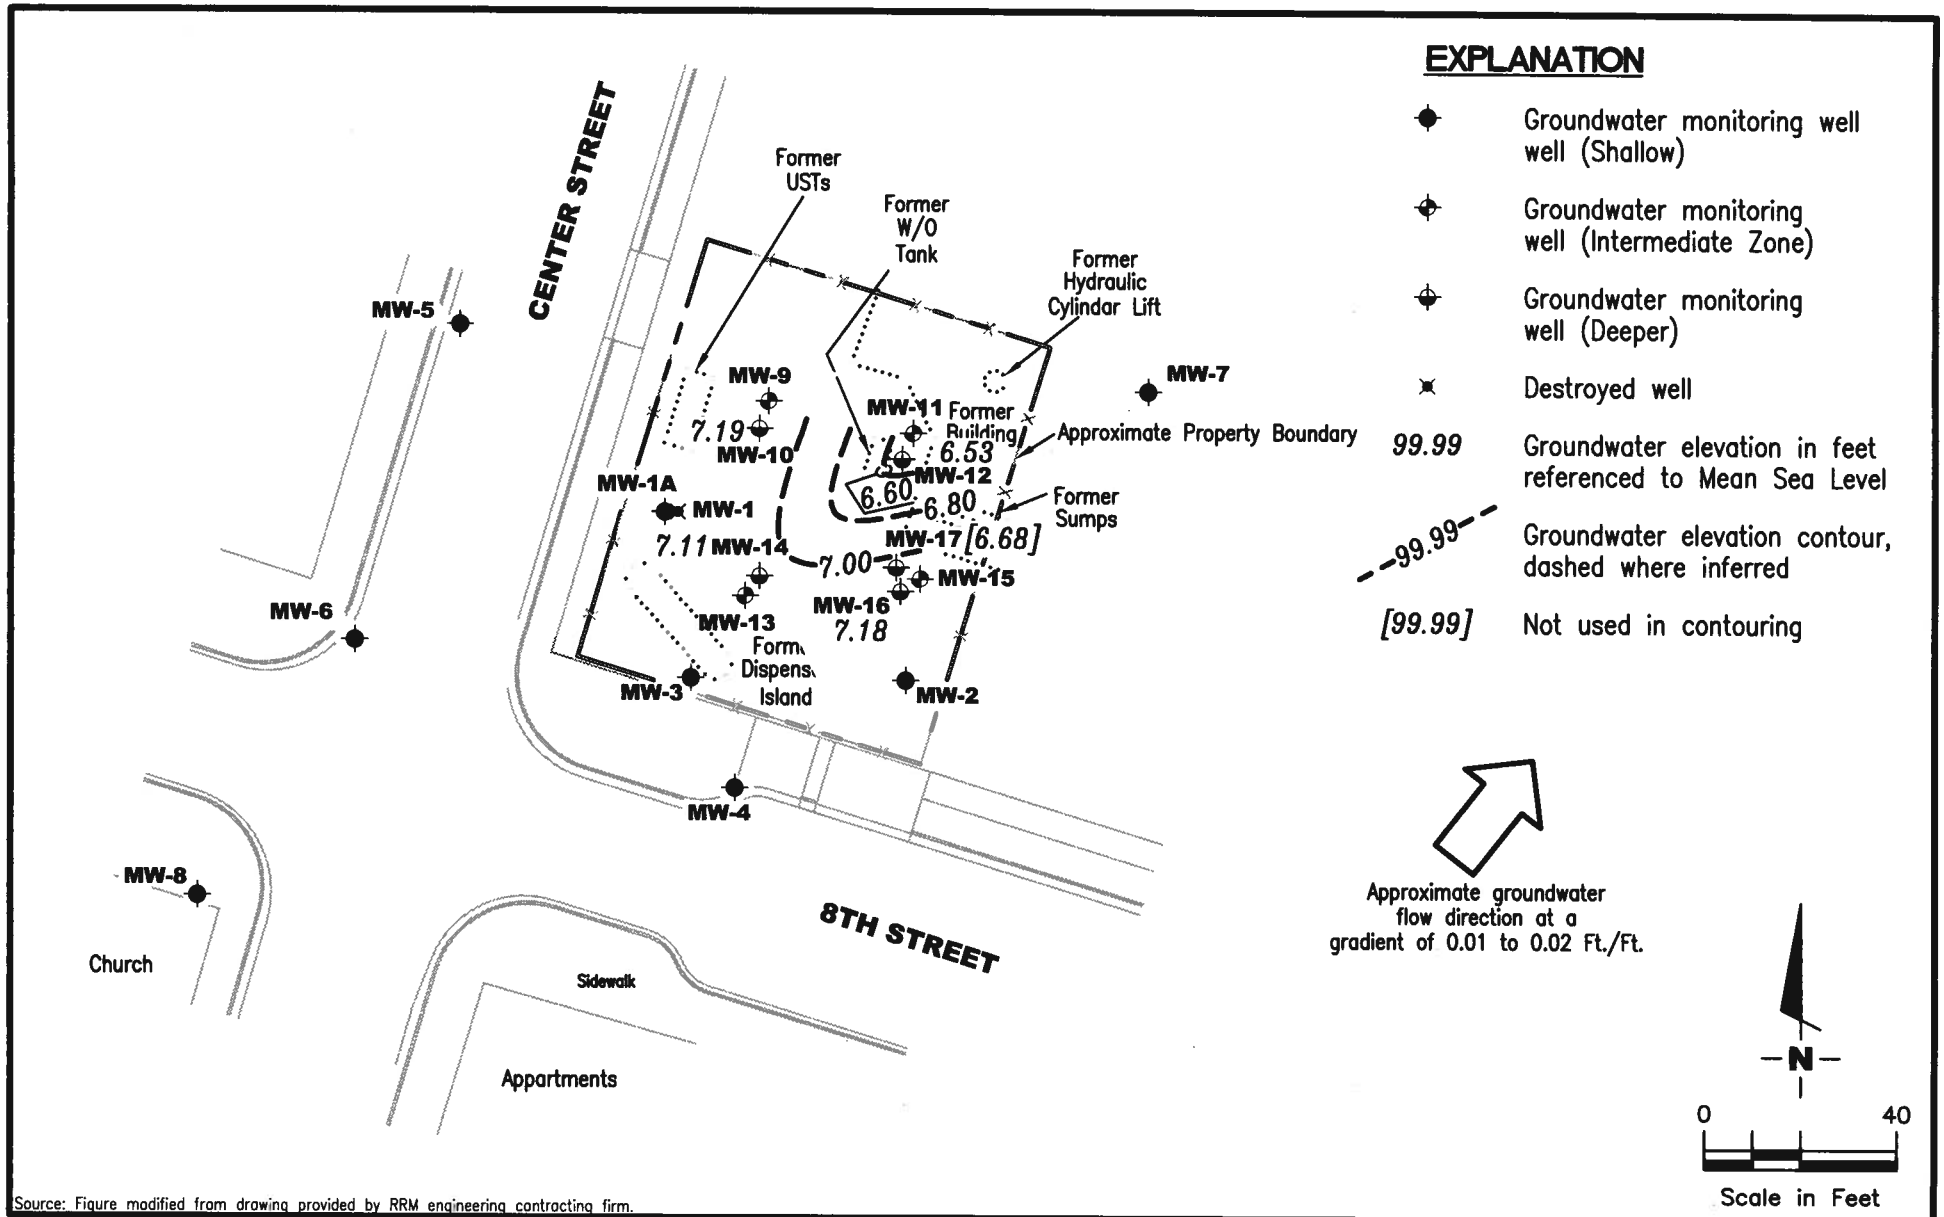 EXPLANATION
Groundwater monitoring well
well (Shallow)
Groundwater monitoring
well (Intermediate Zone)
Groundwater monitoring
well (Deeper)
Destroyed well
99.99
Groundwater elevation in feet
referenced to Mean Sea Level
99.99
Groundwater elevation contour,
dashed where inferred
[99.99]
Not used in contouring
CENTER STREET
Former
USTs
Former
W/O
Tank
Former
Hydraulic
Cylindar Lift
MW-5
MW-7
MW-9
MW-11
Former
Building
Approximate Property Boundary
7.19
MW-10
6.53
MW-12
MW-1A
MW-1
6.60
6.80
Former
Sumps
7.11
MW-14
MW-17
[6.68]
7.00
MW-15
MW-6
MW-13
MW-16
7.18
Form
Dispens
Island
MW-3
MW-2
MW-4
MW-8
8TH STREET
Church
Sidewalk
Appartments
Approximate groundwater
flow direction at a
gradient of 0.01 to 0.02 Ft./Ft.
N
0 40
Scale in Feet
Source: Figure modified from drawing provided by RRM engineering contracting firm.